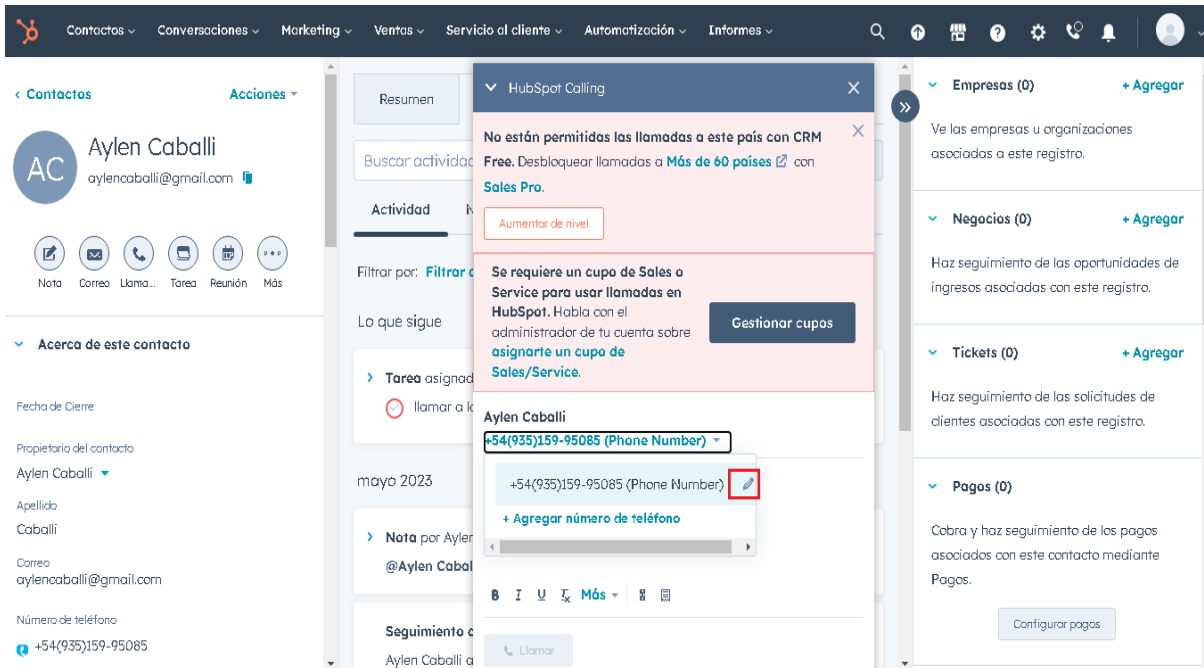 Contactos
Conversaciones
Marketing
Ventas
Servicio al cliente
Automatización
Informes
< Contactos
Acciones
AC
Aylen Caballi
aylencaballi@gmail.com
Nota
Correo
Llama...
Tarea
Reunión
Más
Acerca de este contacto
Fecha de Cierre
Propietario del contacto
Aylen Caballi
Apellido
Caballi
Correo
aylencaballi@gmail.com
Número de teléfono
+54(935)159-95085
Resumen
Buscar actividad
Actividad
N
Filtrar por: Filtrar
Lo que sigue
Tarea asignad
llamar a l
mayo 2023
Nota por Aylen
@Aylen Cabal
Seguimiento
Aylen Caballi a
HubSpot Calling
No están permitidas las llamadas a este país con CRM
Free. Desbloquear llamadas a Más de 60 países con
Sales Pro.
Aumentar de nivel
Se requiere un cupo de Sales o
Service para usar llamadas en
HubSpot. Habla con el
administrador de tu cuenta sobre
asignarte un cupo de
Sales/Service.
Gestionar cupos
Aylen Caballi
+54(935)159-95085 (Phone Number)
+54(935)159-95085 (Phone Number)
+ Agregar número de teléfono
B I U Tx Más
Llamar
Empresas (0)
+ Agregar
Ve las empresas u organizaciones
asociadas a este registro.
Negocios (0)
+ Agregar
Haz seguimiento de las oportunidades de
ingresos asociadas con este registro.
Tickets (0)
+ Agregar
Haz seguimiento de las solicitudes de
clientes asociadas con este registro.
Pagos (0)
Cobra y haz seguimiento de los pagos
asociados con este contacto mediante
Pagos.
Configurar pagos